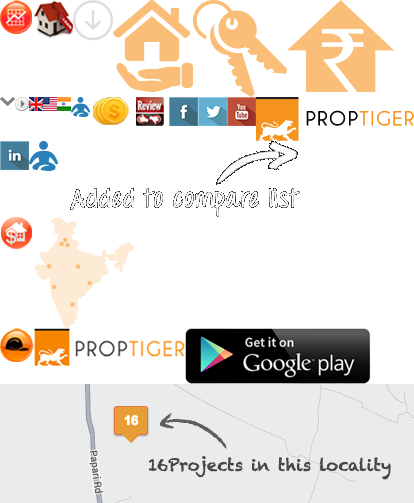 Review
f
You
Tube
PROPTIGER
in
Added to compare list
PROPTIGER
Get it on
Google play
16
16Projects in this locality
Papari Rd